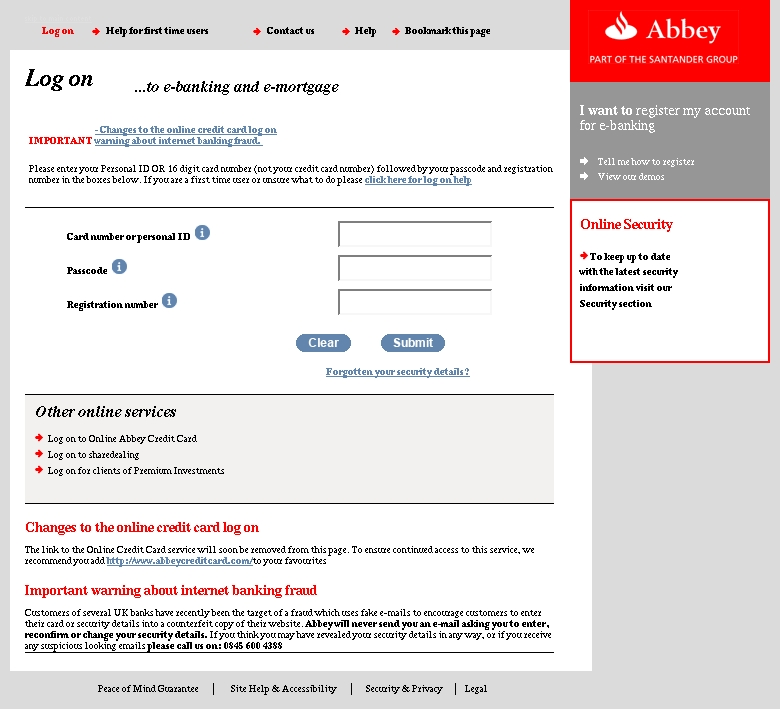 Log on
Help for first time users
Contact us
Help
Bookmark this page
Abbey
PART OF THE SANTANDER GROUP
Log on
...to e-banking and e-mortgage
I want to register my account
for e-banking
Tell me how to register
View our demos
- Changes to the online credit card log on
IMPORTANT warning about internet banking fraud.
Please enter your Personal ID OR 16 digit card number (not your credit card number) followed by your passcode and registration
number in the boxes below. If you are a first time user or unsure what to do please click here for log on help
Online Security
To keep up to date
with the latest security
information visit our
Security section
Card number or personal ID
Passcode
Registration number
Clear
Submit
Forgotten your security details?
Other online services
Log on to Online Abbey Credit Card
Log on to sharedealing
Log on for clients of Premium Investments
Changes to the online credit card log on
The link to the Online Credit Card service will soon be removed from this page. To ensure continued access to this service, we
recommend you add http://www.abbeycreditcard.com/to your favourites
Important warning about internet banking fraud
Customers of several UK banks have recently been the target of a fraud which uses fake e-mails to encourage customers to enter
their card or security details into a counterfeit copy of their website. Abbey will never send you an e-mail asking you to enter,
reconfirm or change your security details. If you think you may have revealed your security details in any way, or if you receive
any suspicious looking emails please call us on: 0845 600 4388
Peace of Mind Guarantee | Site Help & Accessibility | Security & Privacy | Legal